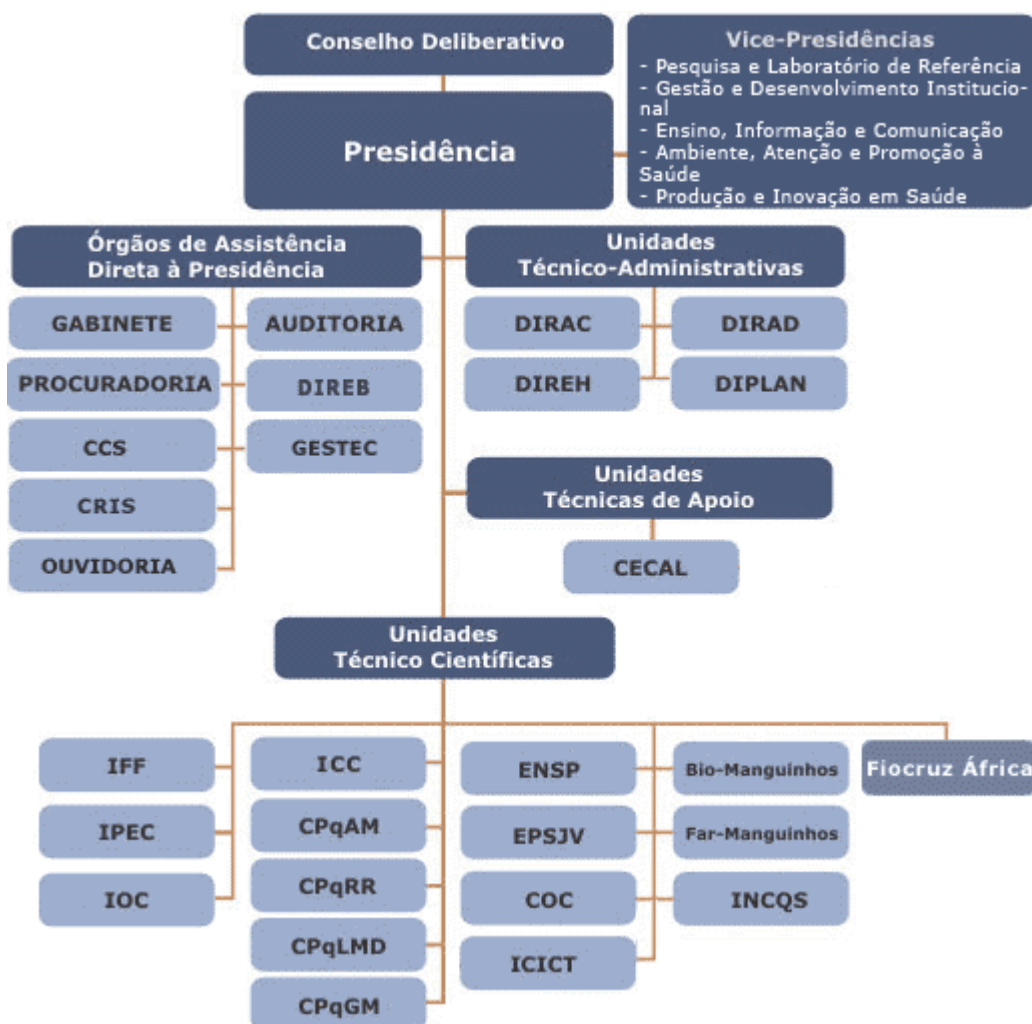 Conselho Deliberativo
Vice-Presidências
- Pesquisa e Laboratório de Referência
- Gestão e Desenvolvimento Institucio-
nal
- Ensino, Informação e Comunicação
- Ambiente, Atenção e Promoção à
Saúde
- Produção e Inovação em Saúde
Presidência
Órgãos de Assistência
Direta à Presidência
GABINETE
AUDITORIA
PROCURADORIA
DIREB
CCS
GESTEC
CRIS
OUVIDORIA
Unidades
Técnico-Administrativas
DIRAC
DIRAD
DIREH
DIPLAN
Unidades
Técnicas de Apoio
CECAL
Unidades
Técnico Científicas
IFF
IPEC
IOC
ICC
CPqAM
CPqRR
CPqLMD
CPqGM
ENSP
EPSJV
COC
ICICT
Bio-Manguinhos
Far-Manguinhos
INCQS
Fiocruz África